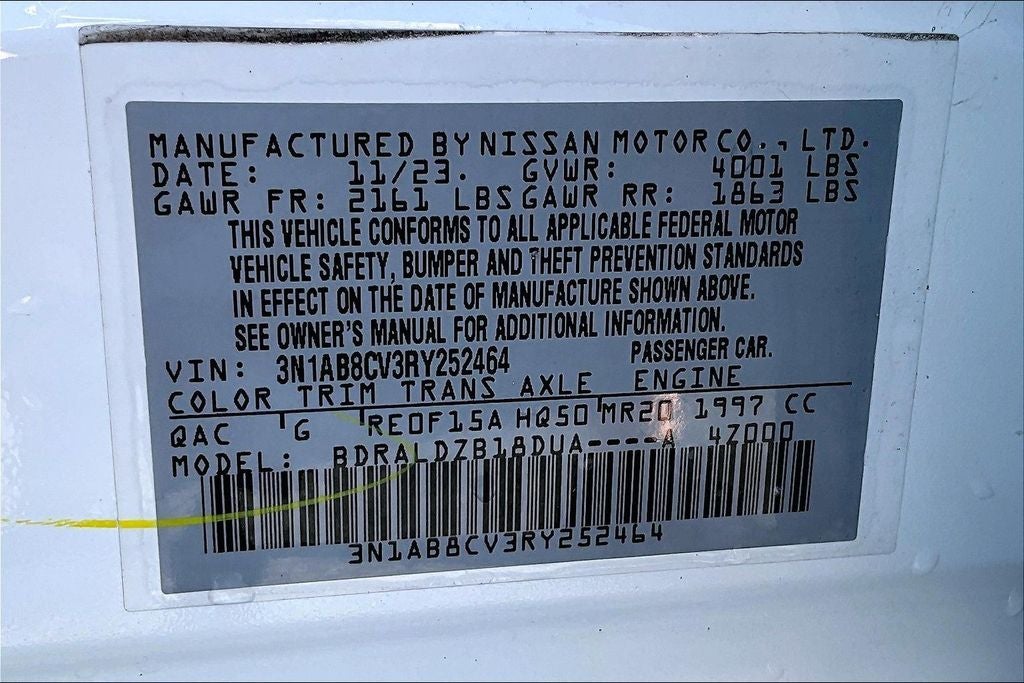 MANUFACTURED BY NISSAN MOTOR CO., LTD.
DATE: 11/23. GVWR: 4001 LBS
GAWR FR: 2161 LBS GAWR RR: 1863 LBS
THIS VEHICLE CONFORMS TO ALL APPLICABLE FEDERAL MOTOR
VEHICLE SAFETY, BUMPER AND THEFT PREVENTION STANDARDS
IN EFFECT ON THE DATE OF MANUFACTURE SHOWN ABOVE.
SEE OWNER'S MANUAL FOR ADDITIONAL INFORMATION.
VIN: 3N1AB8CV3RY252464 PASSENGER CAR.
COLOR TRIM TRANS AXLE ENGINE
QAC G RE0F15A HQ50 MR20 1997 CC
MODEL: BDRALDZB18DUA----A 4Z000
3N1AB8CV3RY252464